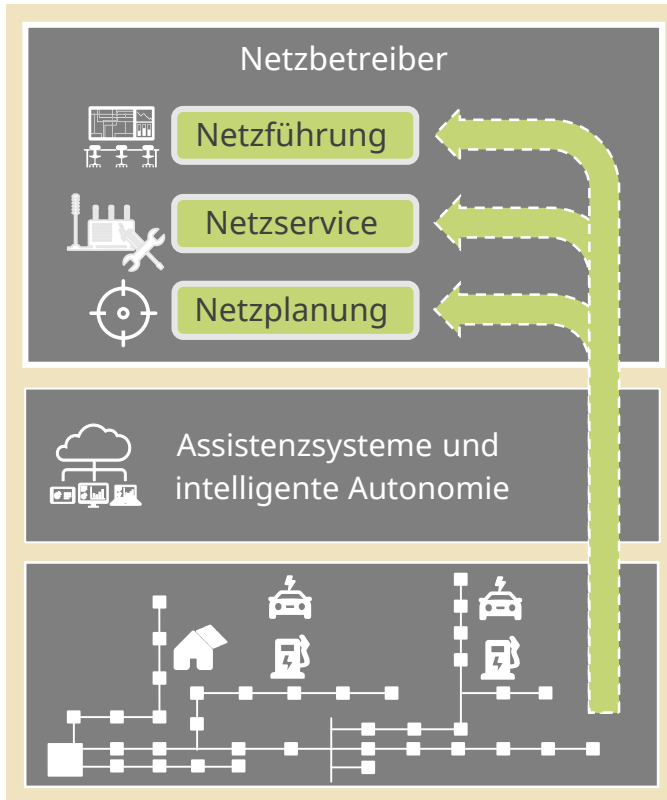 Netzbetreiber
Netzführung
Netzservice
Netzplanung
Assistenzsysteme und
intelligente Autonomie